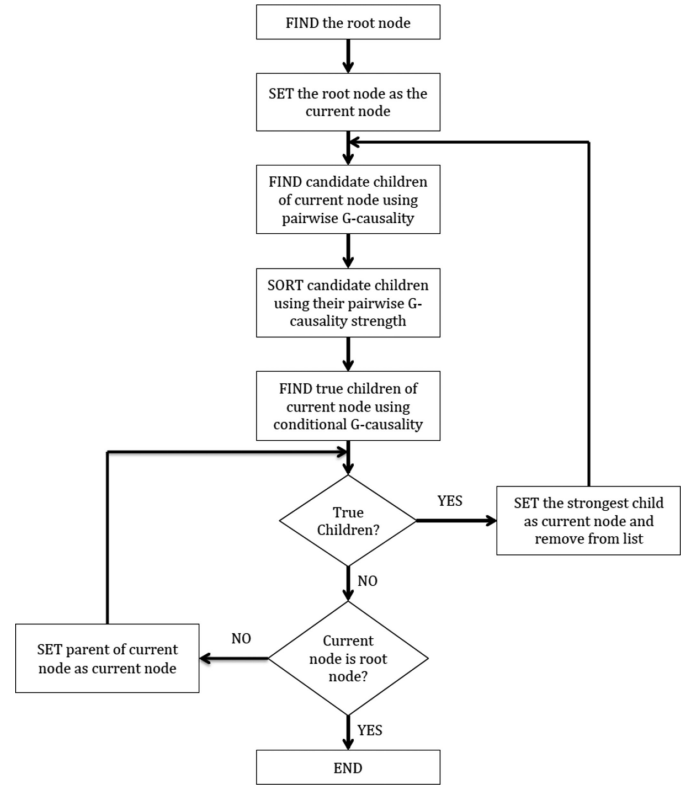 FIND the root node
SET the root node as the
current node
FIND candidate children
of current node using
pairwise G-causality
SORT candidate children
using their pairwise G-
causality strength
FIND true children of
current node using
conditional G-causality
True
Children?
YES
SET the strongest child
as current node and
remove from list
NO
Current
node is root
node?
NO
SET parent of current
node as current node
YES
END